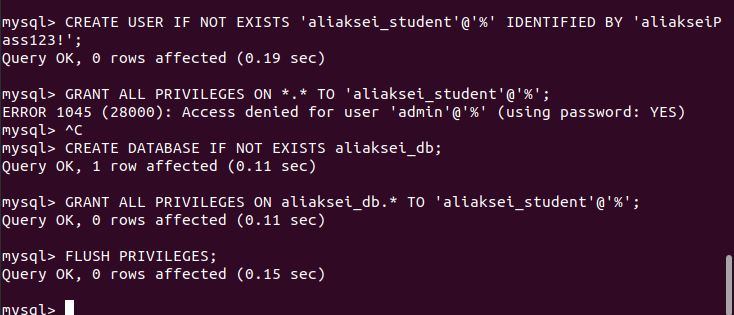 mysql> CREATE USER IF NOT EXISTS 'aliaksei_student'@'%' IDENTIFIED BY 'aliakseiP
ass123!';
Query OK, 0 rows affected (0.19 sec)
mysql> GRANT ALL PRIVILEGES ON *.* TO 'aliaksei_student'@'%';
ERROR 1045 (28000): Access denied for user 'admin'@'%' (using password: YES)
mysql> ^C
mysql> CREATE DATABASE IF NOT EXISTS aliaksei_db;
Query OK, 1 row affected (0.11 sec)
mysql> GRANT ALL PRIVILEGES ON aliaksei_db.* TO 'aliaksei_student'@'%';
Query OK, 0 rows affected (0.11 sec)
mysql> FLUSH PRIVILEGES;
Query OK, 0 rows affected (0.15 sec)
mysql>